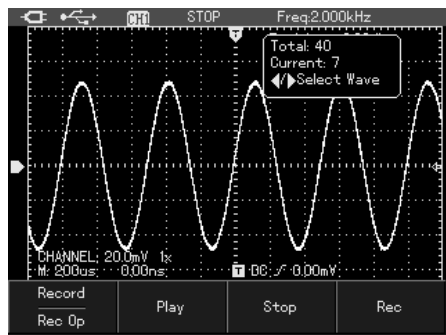 CH1 STOP Freq:2.000kHz
T
Total: 40
Current: 7
Select Wave
CHANNEL; 20.0mV 1x
M: 200us; 0.00ns; T DC; 0.00mV
Record Play Stop Rec
Rec Op